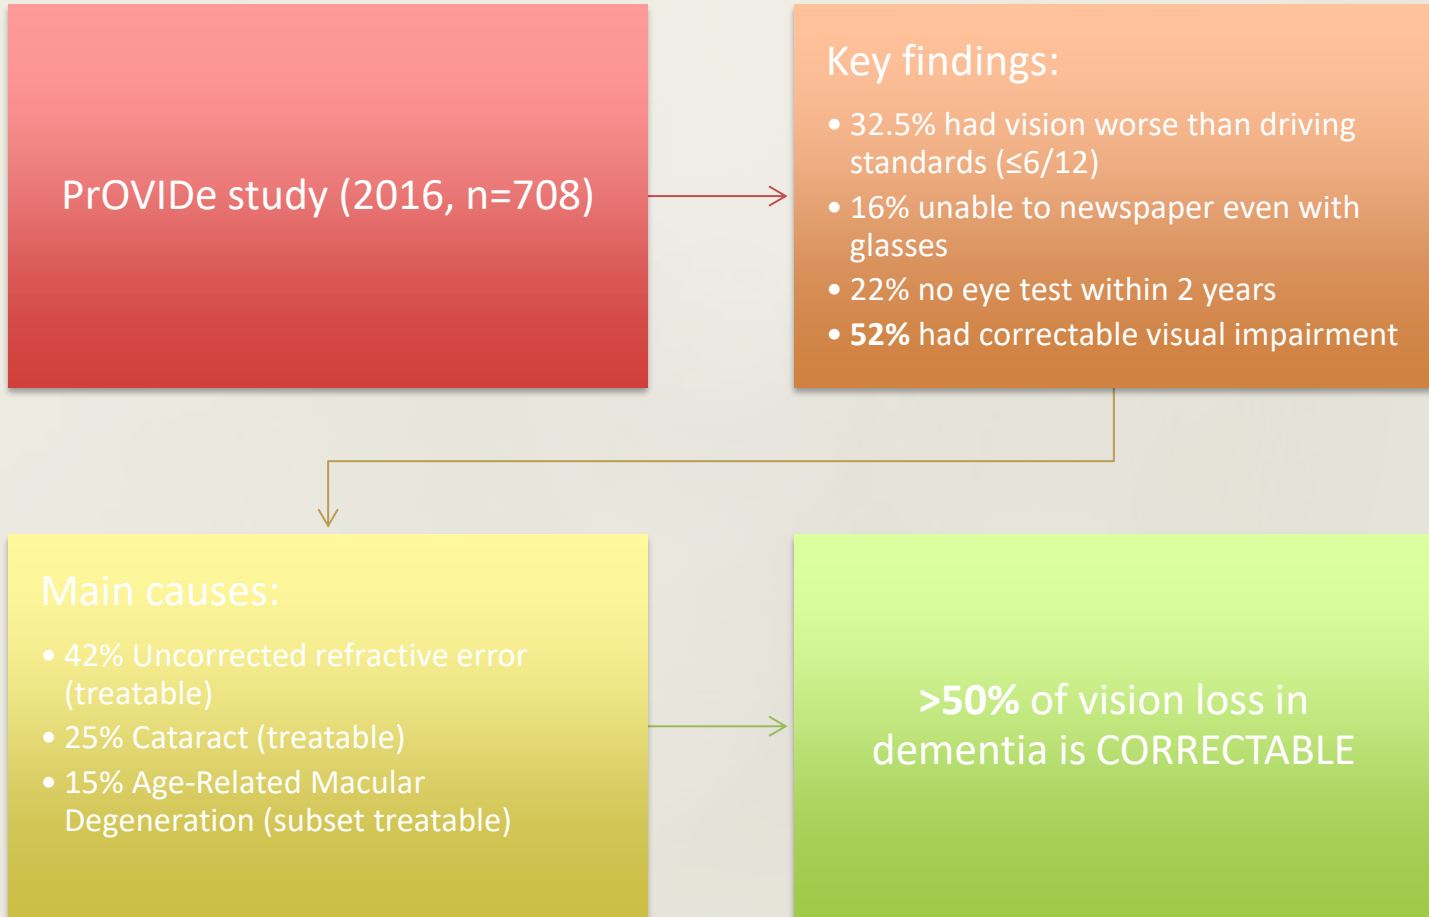 PrOVIDe study (2016, n=708)
Key findings:
• 32.5% had vision worse than driving
standards (≤6/12)
• 16% unable to newspaper even with
glasses
• 22% no eye test within 2 years
• 52% had correctable visual impairment
Main causes:
• 42% Uncorrected refractive error
(treatable)
• 25% Cataract (treatable)
• 15% Age-Related Macular
Degeneration (subset treatable)
>50% of vision loss in
dementia is CORRECTABLE